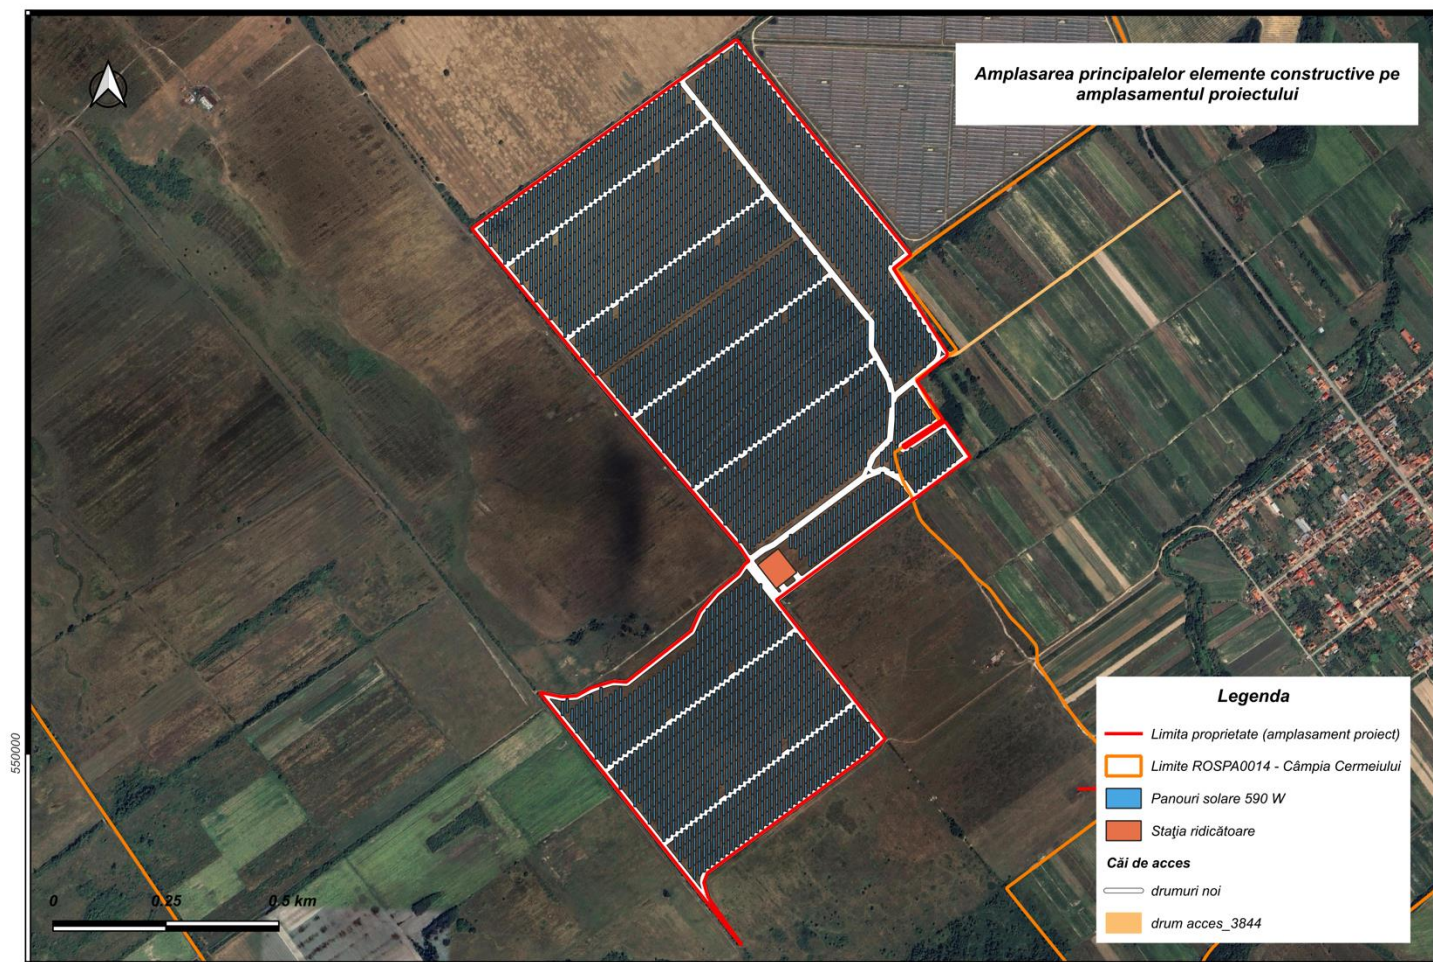 Amplasarea principalelor elemente constructive pe
amplasamentul proiectului
550000
Legenda
Limita proprietate (amplasament proiect)
Limite ROSPA0014 - Câmpia Cermeiului
Panouri solare 590 W
Stația ridicătoare
Căi de acces
drumuri noi
drum acces_3844
0 0.25 0.5 km